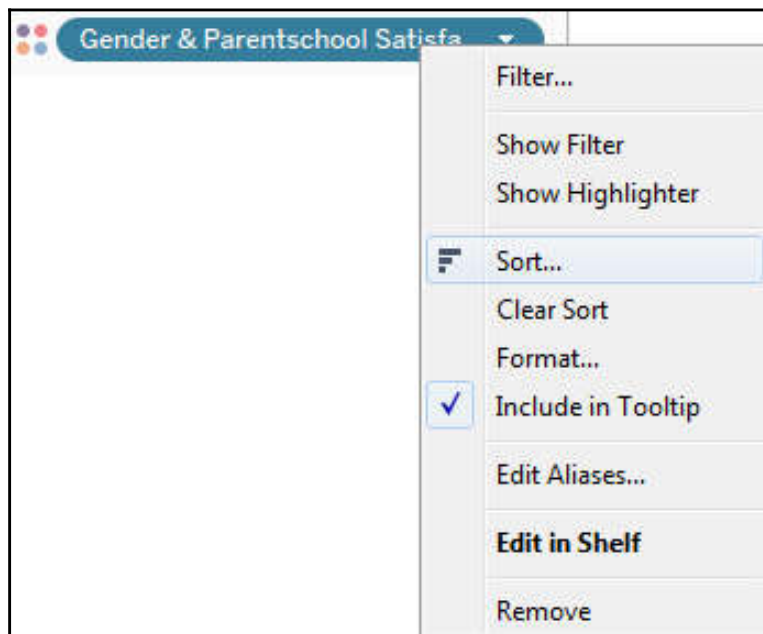 Gender & Parentschool Satisfa
Filter...
Show Filter
Show Highlighter
Sort...
Clear Sort
Format...
Include in Tooltip
Edit Aliases...
Edit in Shelf
Remove